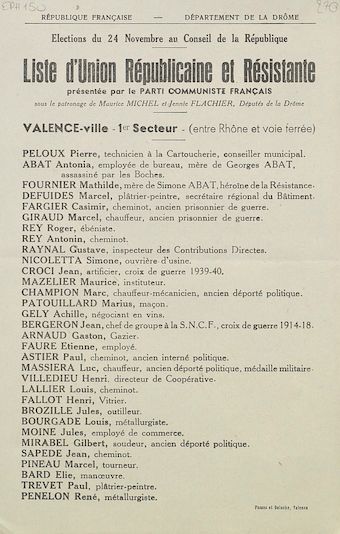 EPH 150
293
RÉPUBLIQUE FRANÇAISE — DÉPARTEMENT DE LA DRÔME
Elections du 24 Novembre au Conseil de la République
Liste d'Union Républicaine et Résistante
présentée par le PARTI COMMUNISTE FRANÇAIS
sous le patronage de Maurice MICHEL et Jennie FLACHIER, Députés de la Drôme
VALENCE-ville - 1er Secteur - (entre Rhône et voie ferrée)
PELOUX Pierre, technicien à la Cartoucherie, conseiller municipal.
ABAT Antonia, employée de bureau, mère de Georges ABAT,
assassiné par les Boches.
FOURNIER Mathilde, mère de Simone ABAT, héroïne de la Résistance.
DEFUIDES Marcel, plâtrier-peintre, secrétaire régional du Bâtiment.
FARGIER Casimir, cheminot, ancien prisonnier de guerre.
GIRAUD Marcel, chauffeur, ancien prisonnier de guerre.
REY Roger, ébéniste.
REY Antonin, cheminot.
RAYNAL Gustave, inspecteur des Contributions Directes.
NICOLETTA Simone, ouvrière d'usine.
CROCI Jean, artificier, croix de guerre 1939-40.
MAZELIER Maurice, instituteur.
CHAMPION Marc, chauffeur-mécanicien, ancien déporté politique.
PATOUILLARD Marius, maçon.
GELY Achille, négociant en vins.
BERGERON Jean, chef de groupe à la S.N.C.F., croix de guerre 1914-18.
ARNAUD Gaston, Gazier.
FAURE Etienne, employé.
ASTIER Paul, cheminot, ancien interné politique.
MASSIERA Luc, chauffeur, ancien déporté politique, médaille militaire.
VILLEDIEU Henri, directeur de Coopérative.
LALLIER Louis, cheminot.
FALLOT Henri, Vitrier.
BROZILLE Jules, outilleur.
BOURGADE Louis, métallurgiste.
MOINE Jules, employé de commerce.
MIRABEL Gilbert, soudeur, ancien déporté politique.
SAPEDE Jean, cheminot.
PINEAU Marcel, tourneur.
BARD Elie, manœuvre.
TREVET Paul, plâtrier-peintre.
PENELON René, métallurgiste.
Valence